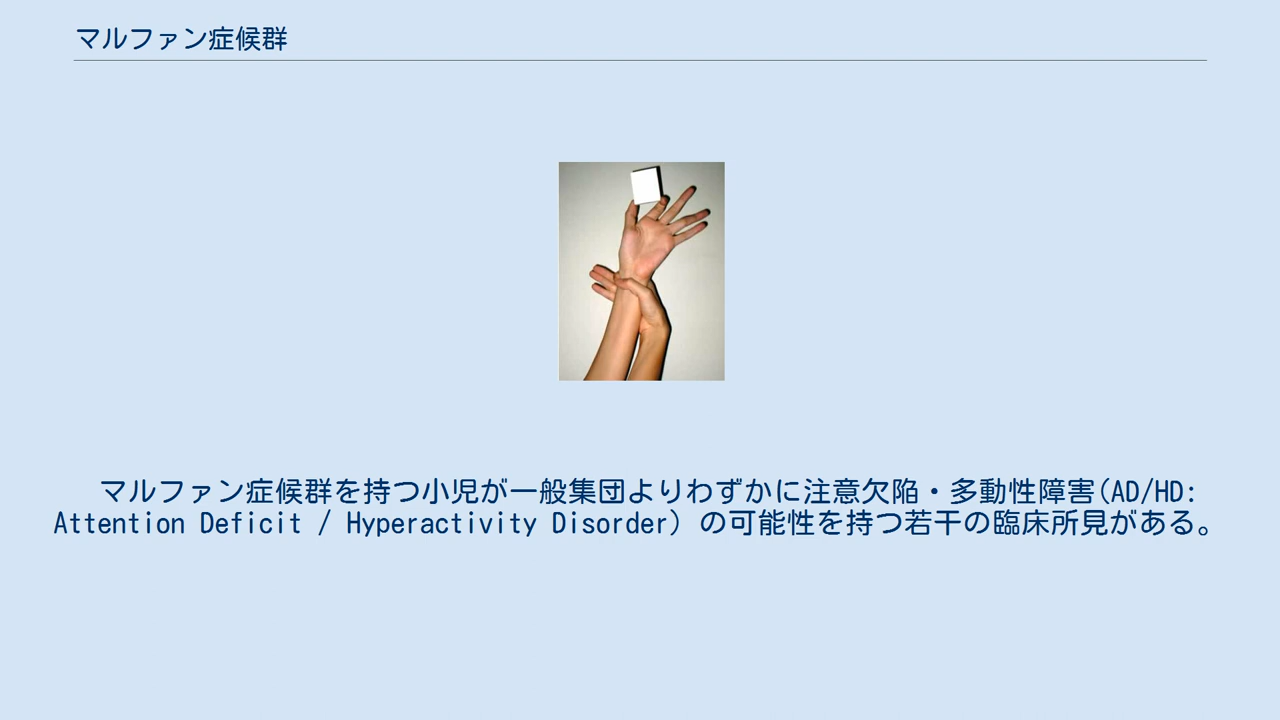 マルファン症候群
マルファン症候群を持つ小児が一般集団よりわずかに注意欠陥・多動性障害(AD/HD:
Attention Deficit / Hyperactivity Disorder) の可能性を持つ若干の臨床所見がある。